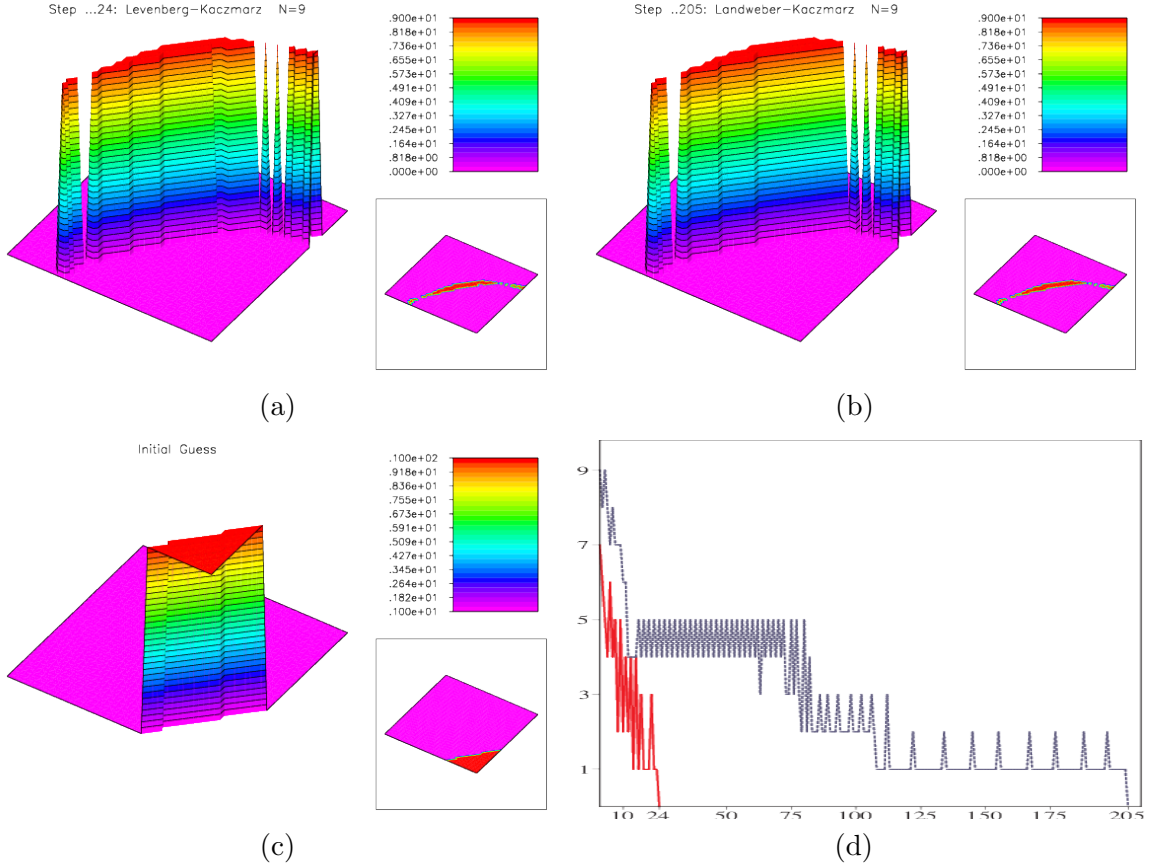 Step ...24: Levenberg-Kaczmarz N=9
.900e+01
.818e+01
.736e+01
.655e+01
.573e+01
.491e+01
.409e+01
.327e+01
.245e+01
.164e+01
.818e+00
.000e+00
(a)
Step ..205: Landweber-Kaczmarz N=9
.900e+01
.818e+01
.736e+01
.655e+01
.573e+01
.491e+01
.409e+01
.327e+01
.245e+01
.164e+01
.818e+00
.000e+00
(b)
Initial Guess
.100e+02
.918e+01
.836e+01
.755e+01
.673e+01
.591e+01
.509e+01
.427e+01
.345e+01
.264e+01
.182e+01
.100e+01
(c)
9
7
5
3
1
10 24 50 75 100 125 150 175 205
(d)